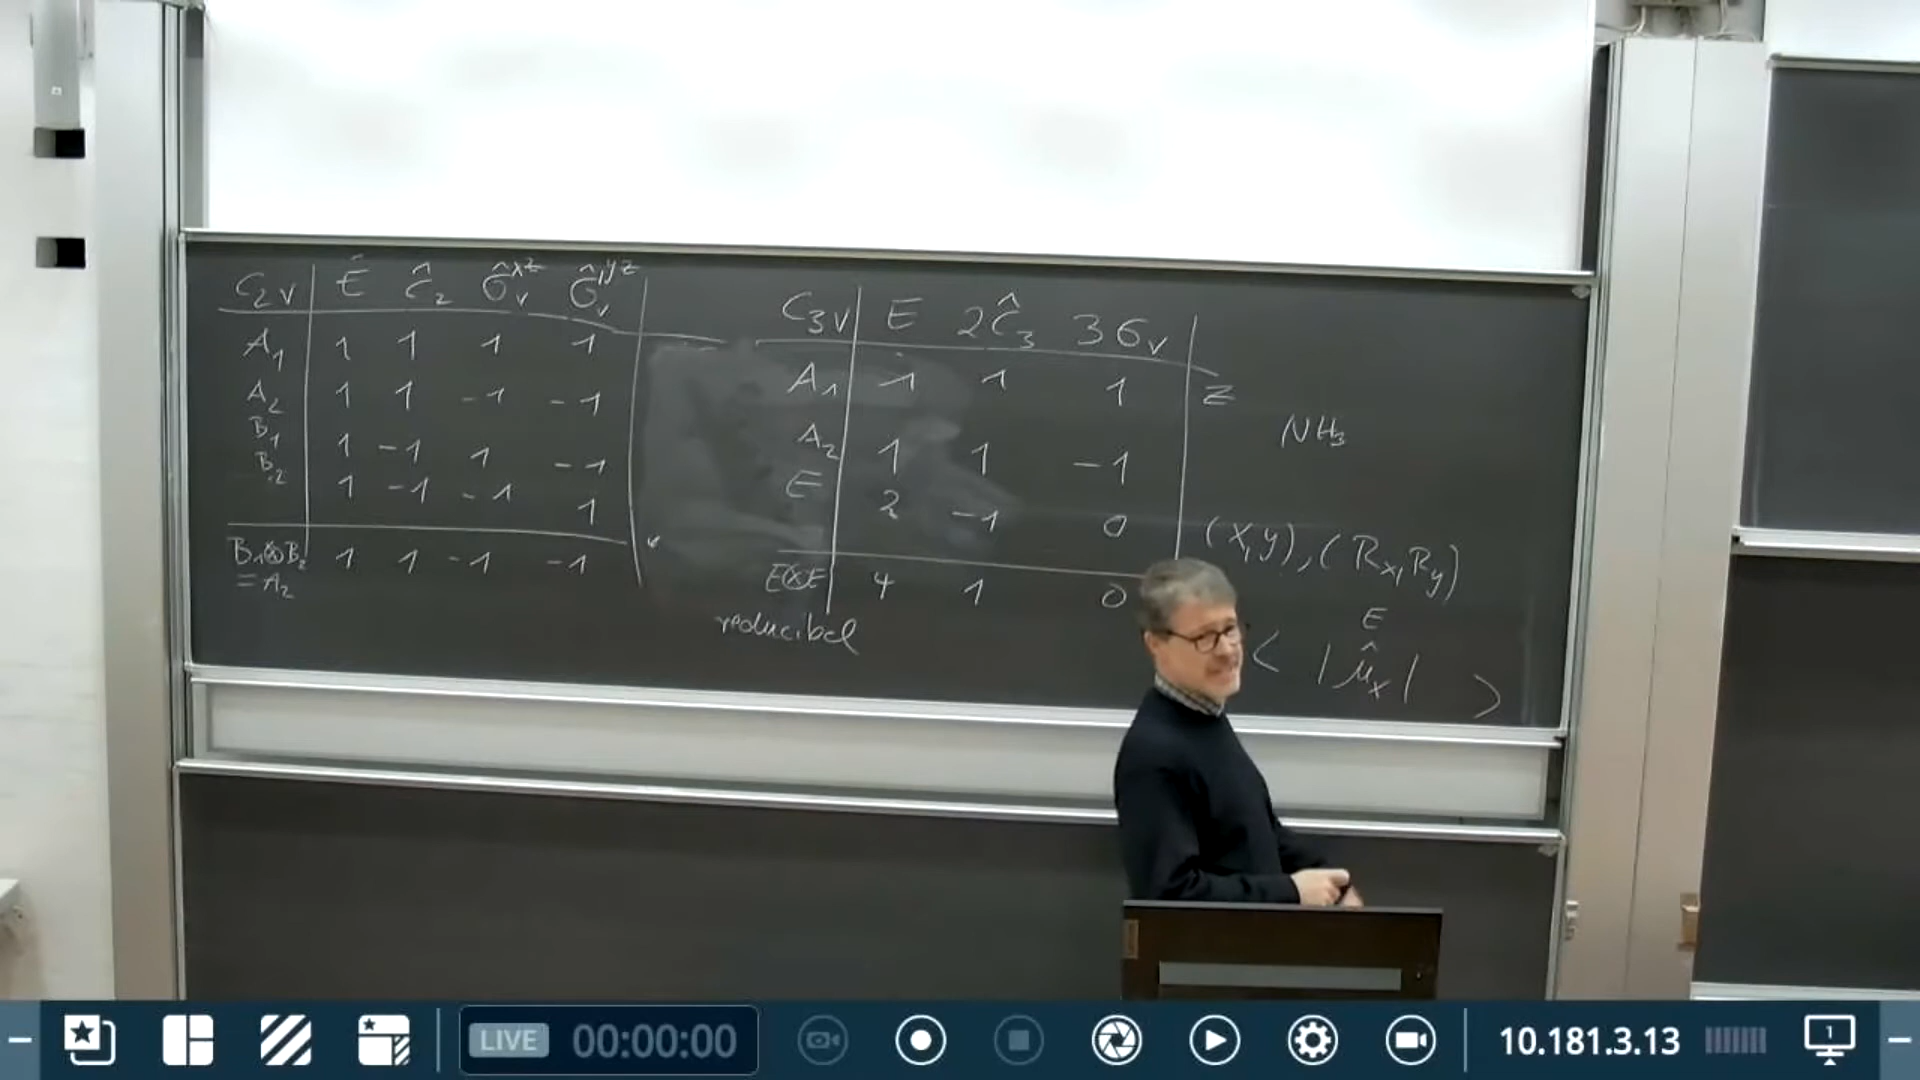 C₂ᵥ Ê Ĉ₂ σ̂ᵥˣᶻ σ̂ᵥ'ʸᶻ
A₁ 1 1 1 1
A₂ 1 1 -1 -1
B₁ 1 -1 1 -1
B₂ 1 -1 -1 1
B₁⊗B₂ 1 1 -1 -1
= A₂
C₃ᵥ E 2Ĉ₃ 3σᵥ
A₁ 1 1 1 z
NH₃
A₂ 1 1 -1
E 2 -1 0 (x,y), (Rx, Ry)
E⊗E 4 1 0
reducibel
E
< | μ̂x | >
LIVE 00:00:00
10.181.3.13
1